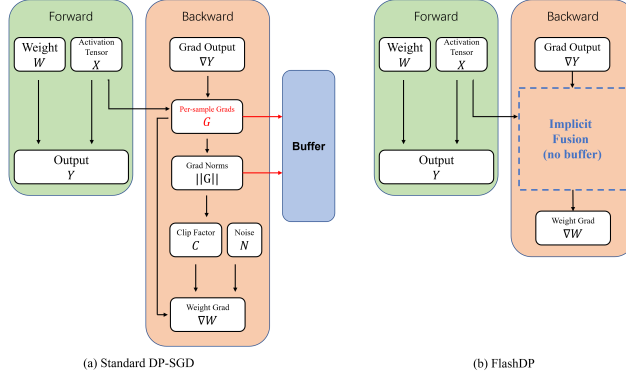 Forward
Weight
W
Activation
Tensor
X
Output
Y
Backward
Grad Output
∇Y
Per-sample Grads
G
Grad Norms
||G||
Clip Factor
C
Noise
N
Weight Grad
∇W
Buffer
(a) Standard DP-SGD
Forward
Weight
W
Activation
Tensor
X
Output
Y
Backward
Grad Output
∇Y
Implicit
Fusion
(no buffer)
Weight Grad
∇W
(b) FlashDP